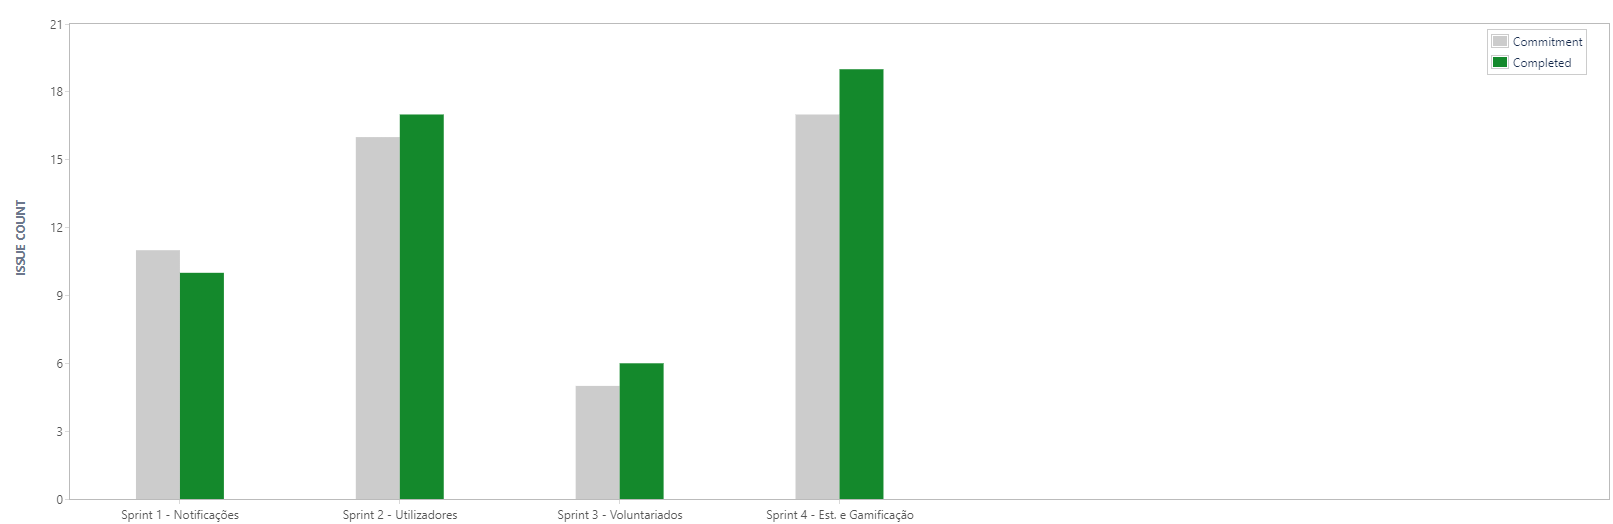 21
18
15
12
9
6
3
0
ISSUE COUNT
Commitment
Completed
Sprint 1 - Notificações
Sprint 2 - Utilizadores
Sprint 3 - Voluntariados
Sprint 4 - Est. e Gamificação